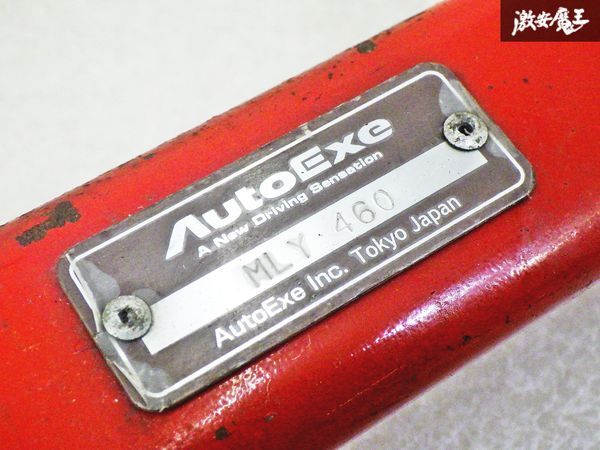 激安魔王
AutoExe
A New Driving Sensation
MLY 460
AutoExe Inc. Tokyo Japan